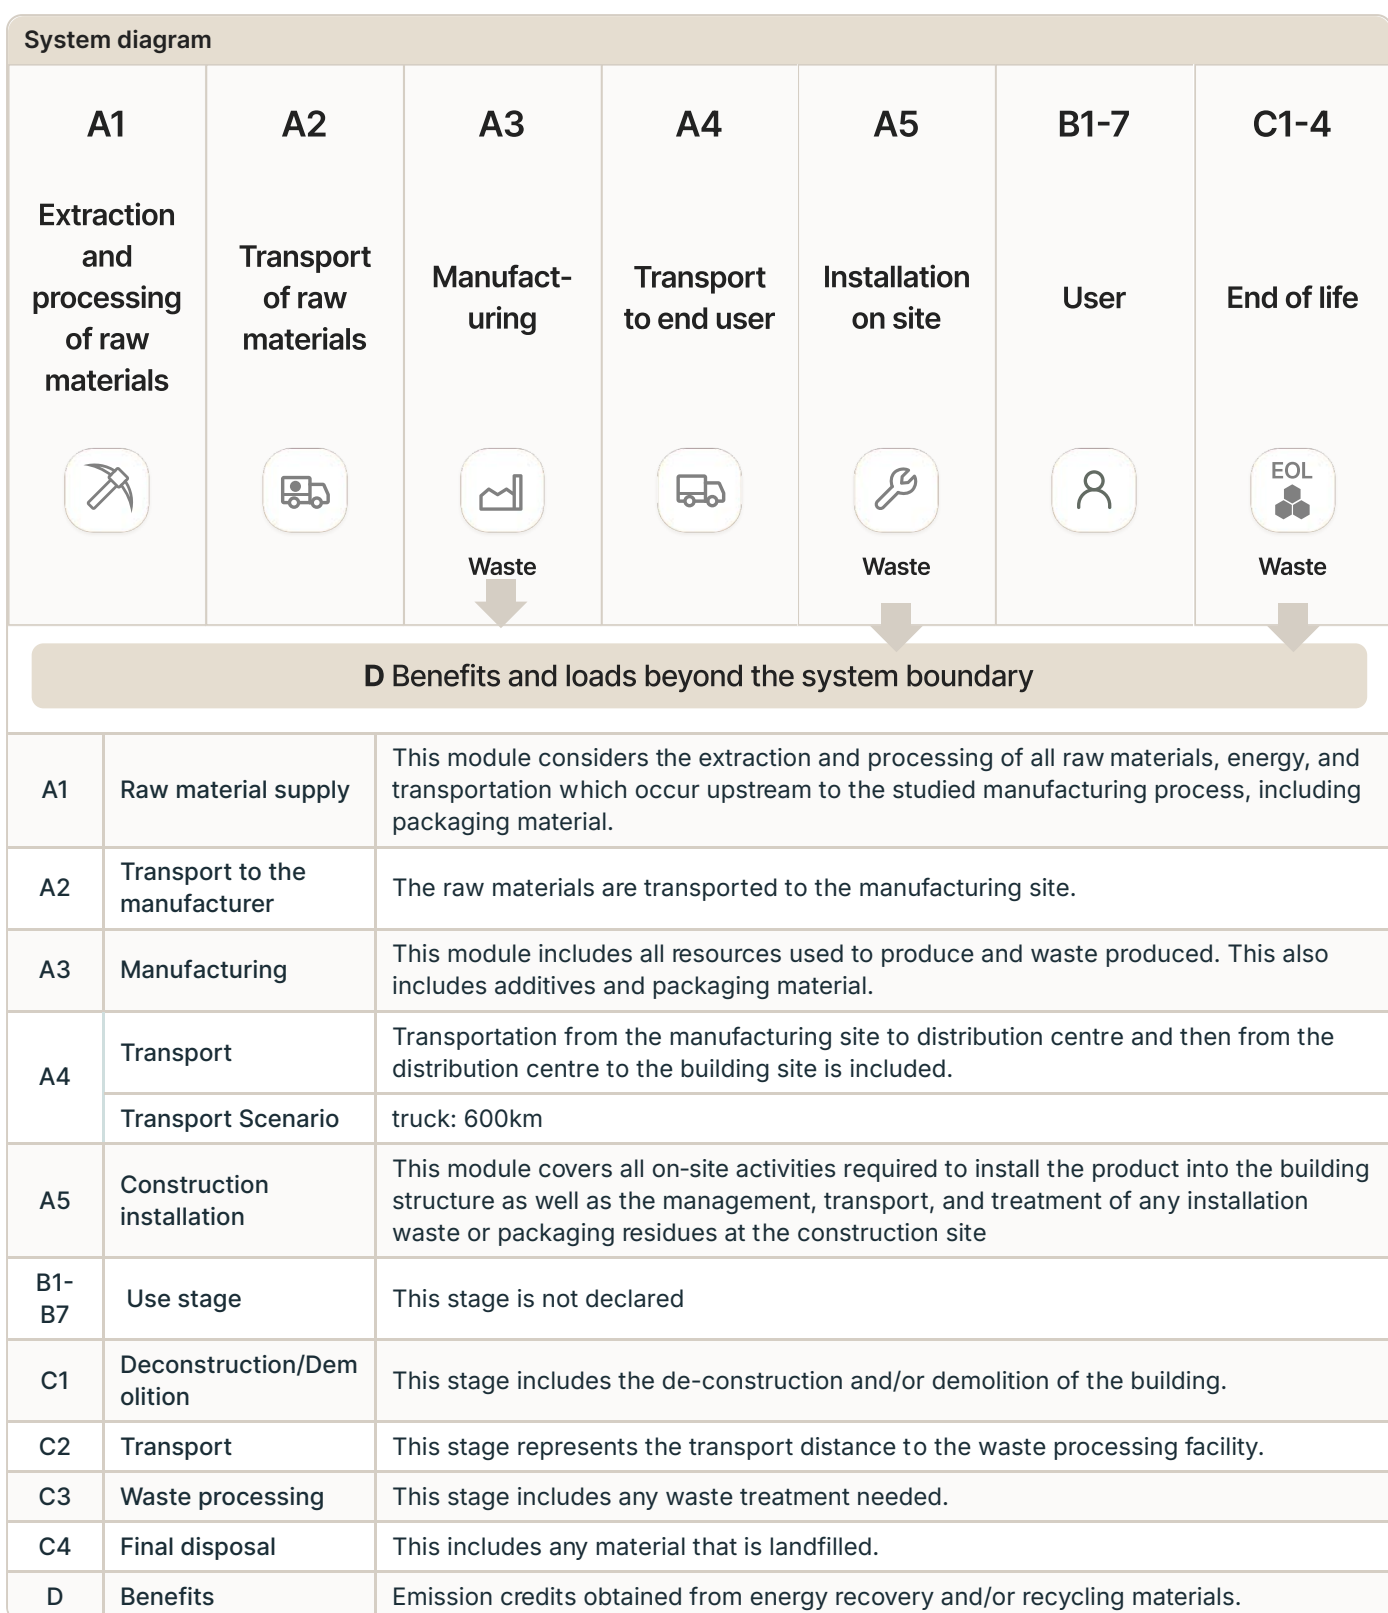 System diagram
A1
Extraction
and
processing
of raw
materials
A2
Transport
of raw
materials
A3
Manufact-
uring
Waste
A4
Transport
to end user
A5
Installation
on site
Waste
B1-7
User
C1-4
End of life
EOL
Waste
D Benefits and loads beyond the system boundary
A1
Raw material supply
This module considers the extraction and processing of all raw materials, energy, and
transportation which occur upstream to the studied manufacturing process, including
packaging material.
A2
Transport to the
manufacturer
The raw materials are transported to the manufacturing site.
A3
Manufacturing
This module includes all resources used to produce and waste produced. This also
includes additives and packaging material.
A4
Transport
Transportation from the manufacturing site to distribution centre and then from the
distribution centre to the building site is included.
Transport Scenario
truck: 600km
A5
Construction
installation
This module covers all on-site activities required to install the product into the building
structure as well as the management, transport, and treatment of any installation
waste or packaging residues at the construction site
B1-
B7
Use stage
This stage is not declared
C1
Deconstruction/Dem
olition
This stage includes the de-construction and/or demolition of the building.
C2
Transport
This stage represents the transport distance to the waste processing facility.
C3
Waste processing
This stage includes any waste treatment needed.
C4
Final disposal
This includes any material that is landfilled.
D
Benefits
Emission credits obtained from energy recovery and/or recycling materials.